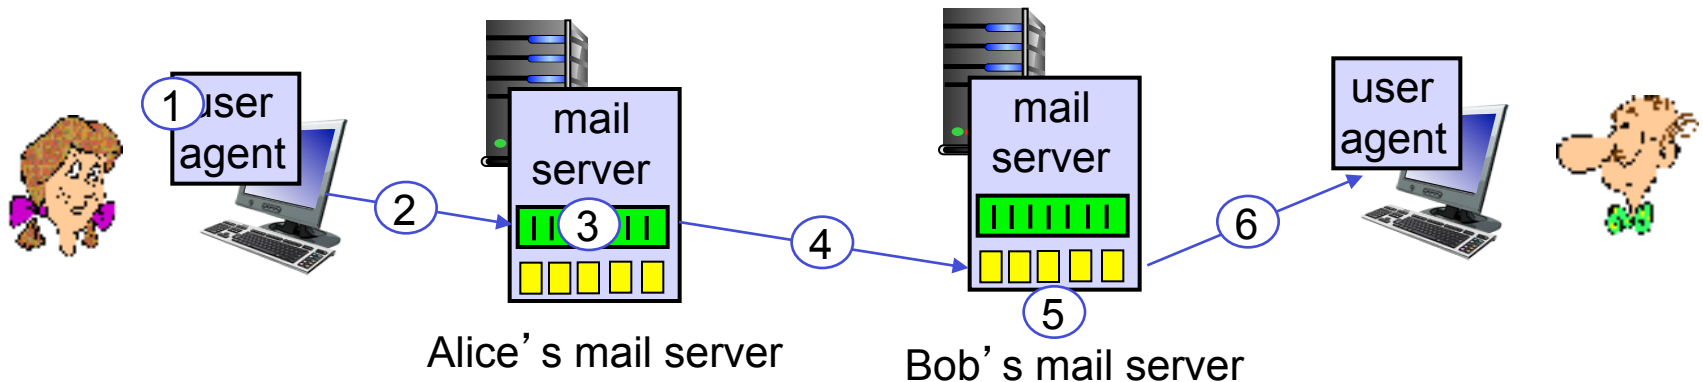 1
user
agent
2
mail
server
3
Alice’s mail server
4
mail
server
5
Bob’s mail server
6
user
agent